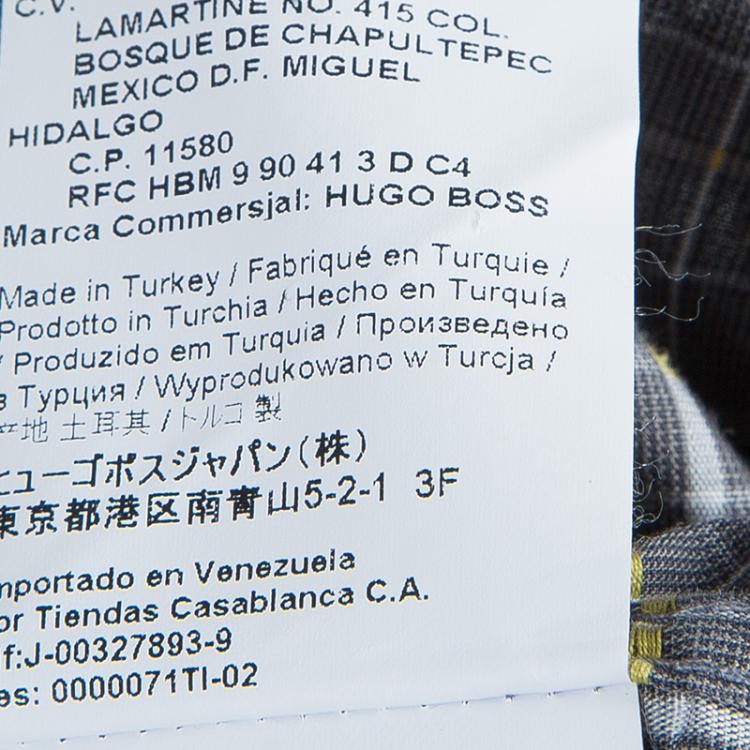 C.V.
LAMARTINE NO. 415 COL.
BOSQUE DE CHAPULTEPEC
MEXICO D.F. MIGUEL
HIDALGO
C.P. 11580
RFC HBM 9 90 41 3 D C4
Marca Commersjal: HUGO BOSS
Made in Turkey / Fabriqué en Turquie /
Prodotto in Turchia / Hecho en Turquía
/ Produzido em Turquia / Произведено
в Турция / Wyprodukowano w Turcja /
产地 土耳其 / トルコ 製
ヒューゴボスジャパン(株)
東京都港区南青山5-2-1 3F
mportado en Venezuela
or Tiendas Casablanca C.A.
f:J-00327893-9
es: 0000071TI-02